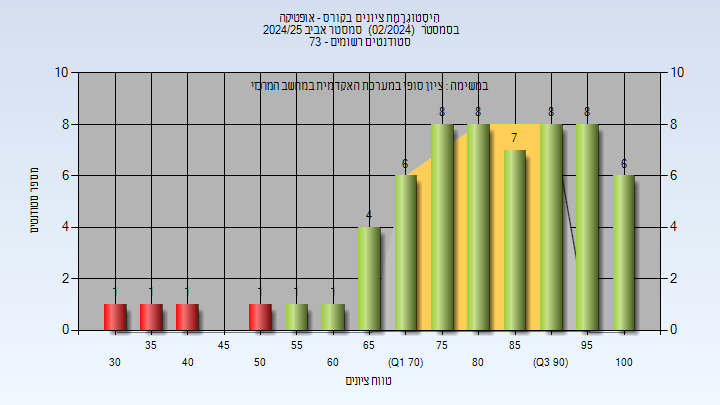 היסטוגרמת ציונים בקורס - אופטיקה
בסמסטר (02/2024) סמסטר אביב 2024/25
סטודנטים רשומים - 73
במשימה : ציון סופי במערכת האקדמית במחשב המרכזי
10 10
8 8
6 6
4 4
2 2
0 0
מספר סטודנטים
1 1 1 1 1 1 4 6 8 8 7 8 8 6
35 45 55 65 75 85 95
30 40 50 60 (Q1 70) 80 (Q3 90) 100
טווח ציונים